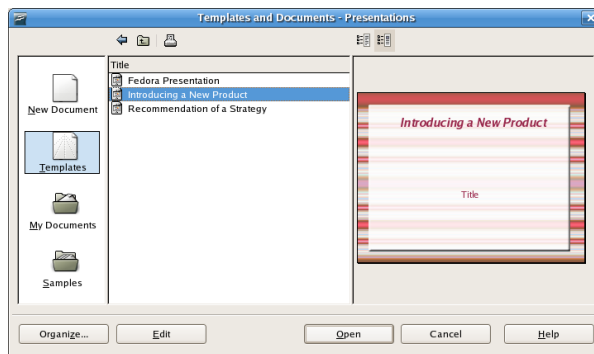 Templates and Documents - Presentations
Title
New Document
Templates
My Documents
Samples
Fedora Presentation
Introducing a New Product
Recommendation of a Strategy
Introducing a New Product
Title
Organize...
Edit
Open
Cancel
Help